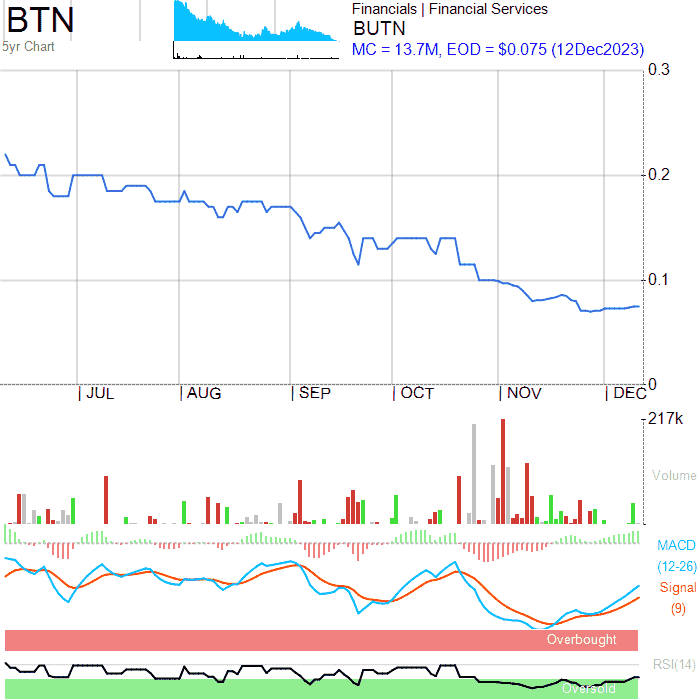 BTN
5yr Chart
Financials | Financial Services
BUTN
MC = 13.7M, EOD = $0.075 (12Dec2023)
0.3
0.2
0.1
0
| JUL | AUG | SEP | OCT | NOV | DEC
217k
Volume
MACD
(12-26)
Signal
(9)
Overbought
RSI(14)
Oversold